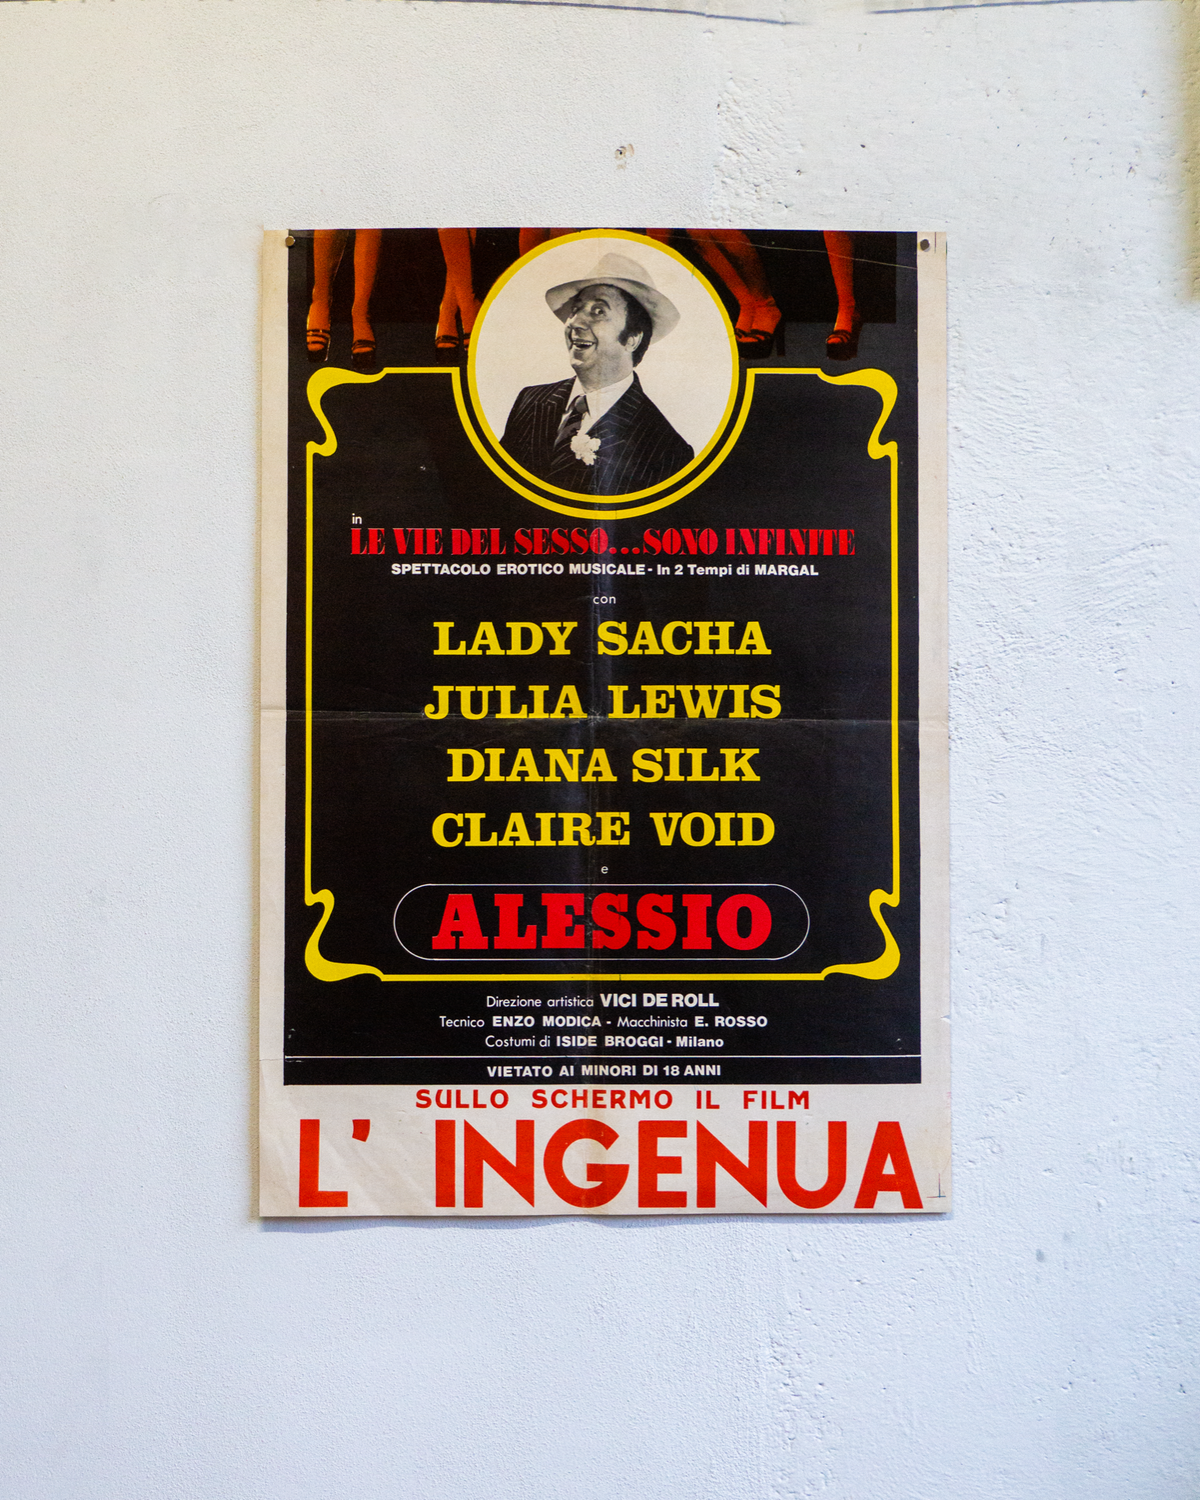 in
LE VIE DEL SESSO...SONO INFINITE
SPETTACOLO EROTICO MUSICALE - In 2 Tempi di MARGAL
con
LADY SACHA
JULIA LEWIS
DIANA SILK
CLAIRE VOID
e
ALESSIO
Direzione artistica VICI DE ROLL
Tecnico ENZO MODICA - Macchinista E. ROSSO
Costumi di ISIDE BROGGI - Milano
VIETATO AI MINORI DI 18 ANNI
SULLO SCHERMO IL FILM
L' INGENUA